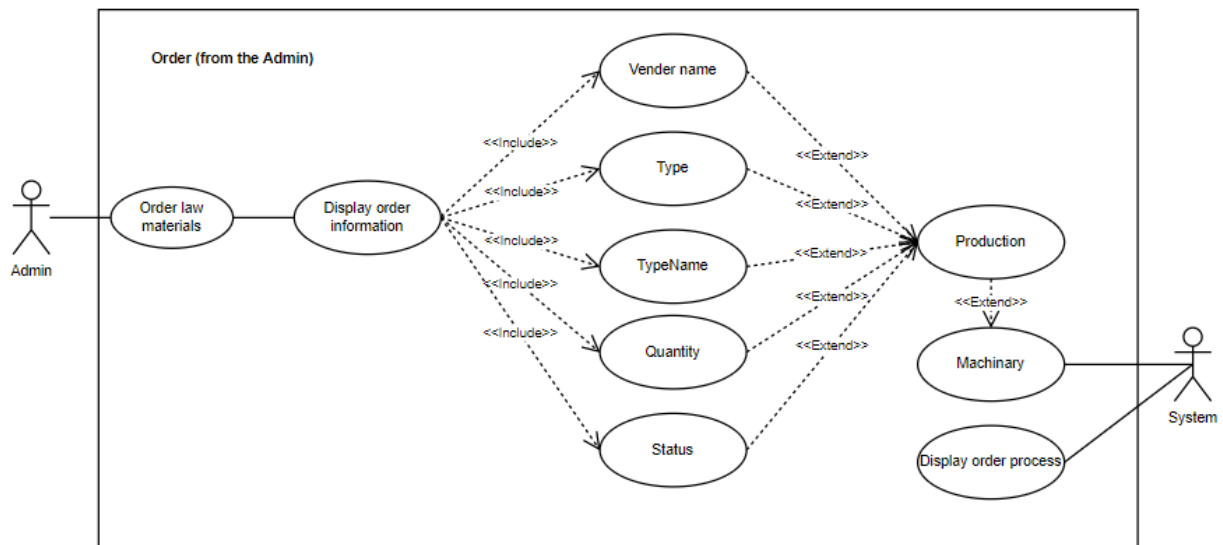 Order (from the Admin)
Vender name
<<Include>>
<<Extend>>
Type
<<Include>>
<<Extend>>
Admin
Order law
materials
Display order
information
<<Include>>
TypeName
<<Extend>>
Production
<<Include>>
Quantity
<<Extend>>
<<Extend>>
<<Include>>
Status
<<Extend>>
Machinary
System
Display order process